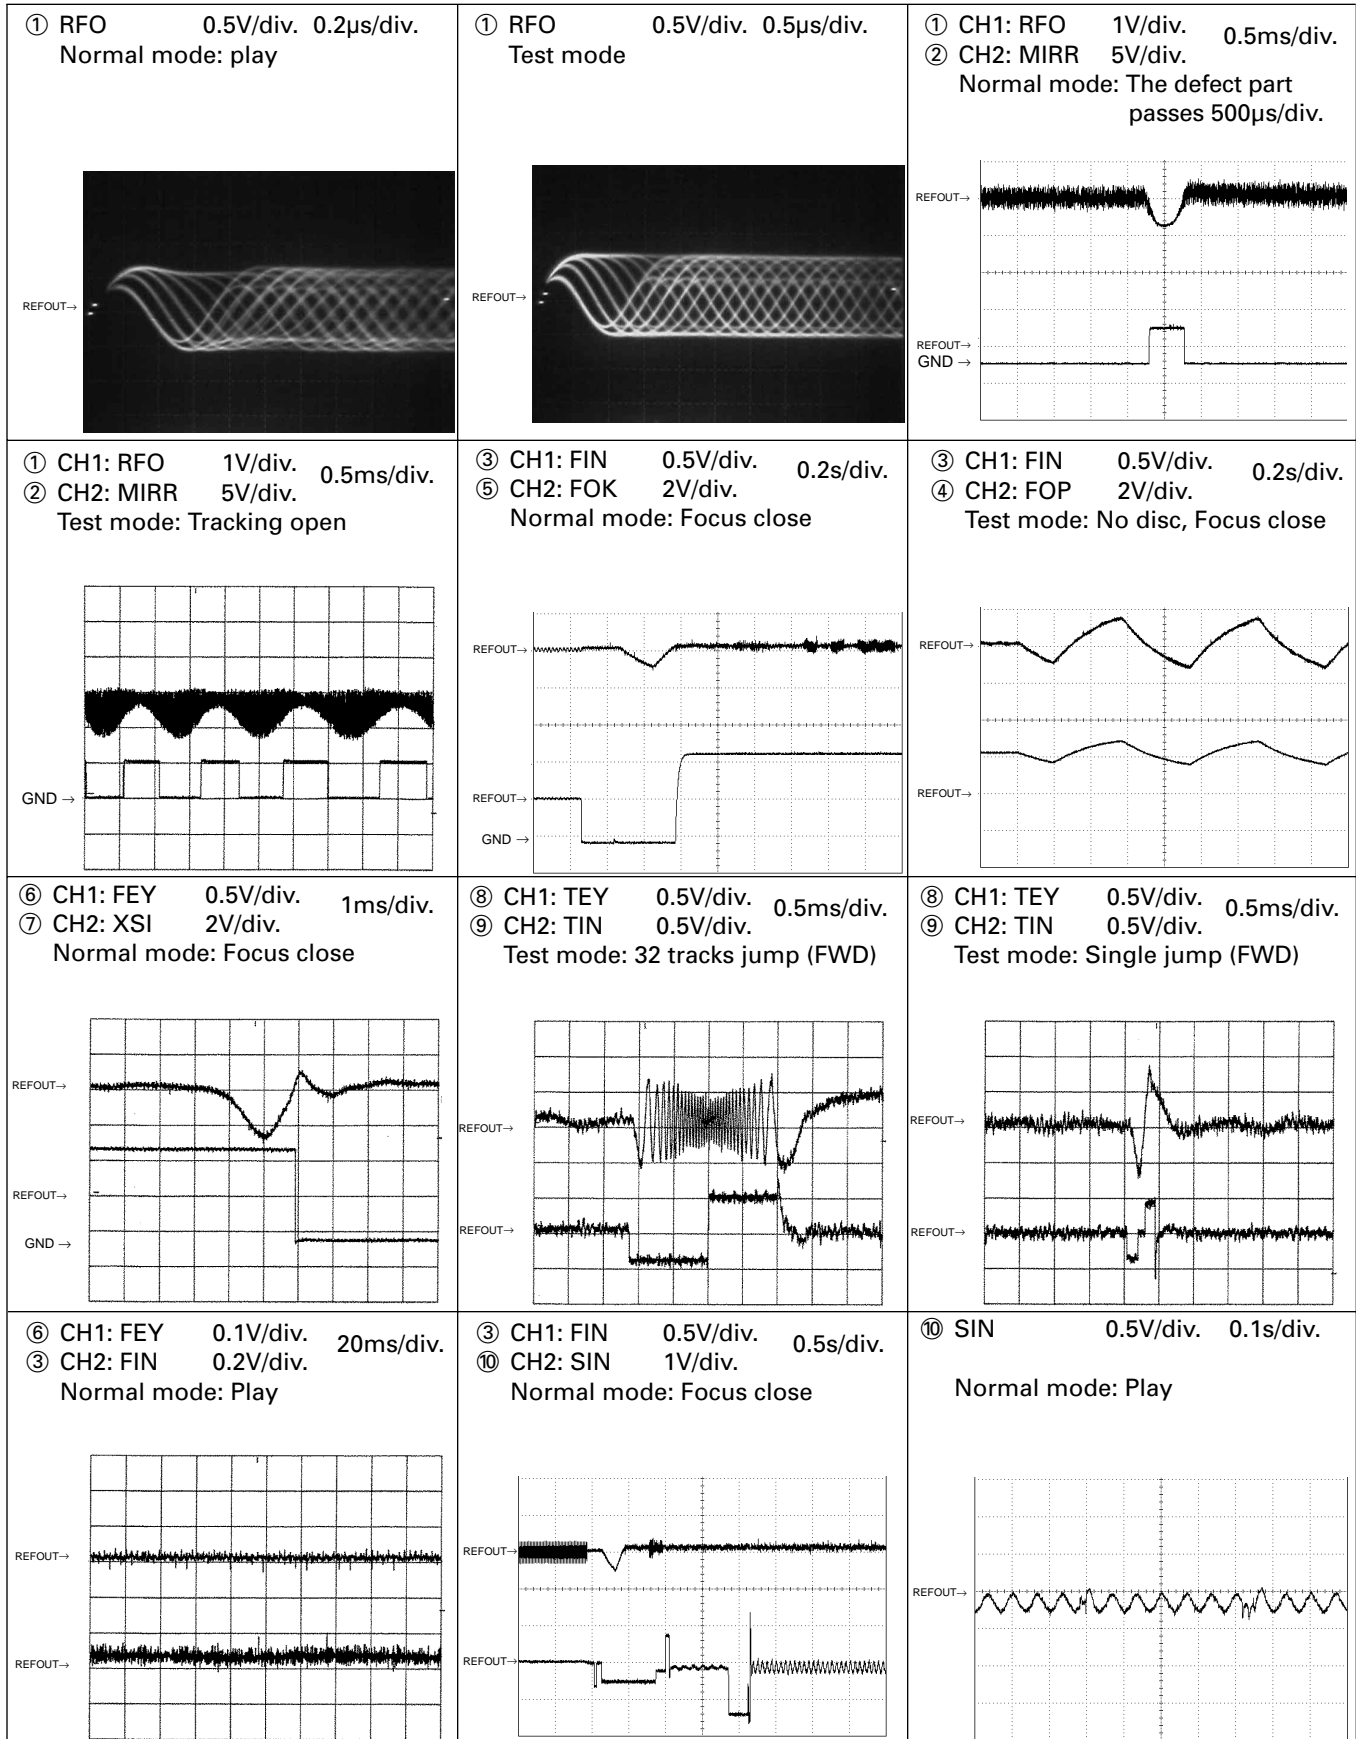 ① RFO 0.5V/div. 0.2µs/div.
Normal mode: play
REFOUT→
① RFO 0.5V/div. 0.5µs/div.
Test mode
REFOUT→
① CH1: RFO 1V/div. 0.5ms/div.
② CH2: MIRR 5V/div.
Normal mode: The defect part
passes 500µs/div.
REFOUT→
REFOUT→
GND →
① CH1: RFO 1V/div. 0.5ms/div.
② CH2: MIRR 5V/div.
Test mode: Tracking open
GND →
③ CH1: FIN 0.5V/div. 0.2s/div.
⑤ CH2: FOK 2V/div.
Normal mode: Focus close
REFOUT→
REFOUT→
GND →
③ CH1: FIN 0.5V/div. 0.2s/div.
④ CH2: FOP 2V/div.
Test mode: No disc, Focus close
REFOUT→
REFOUT→
⑥ CH1: FEY 0.5V/div. 1ms/div.
⑦ CH2: XSI 2V/div.
Normal mode: Focus close
REFOUT→
REFOUT→
GND →
⑧ CH1: TEY 0.5V/div. 0.5ms/div.
⑨ CH2: TIN 0.5V/div.
Test mode: 32 tracks jump (FWD)
REFOUT→
REFOUT→
⑧ CH1: TEY 0.5V/div. 0.5ms/div.
⑨ CH2: TIN 0.5V/div.
Test mode: Single jump (FWD)
REFOUT→
REFOUT→
⑥ CH1: FEY 0.1V/div. 20ms/div.
③ CH2: FIN 0.2V/div.
Normal mode: Play
REFOUT→
REFOUT→
③ CH1: FIN 0.5V/div. 0.5s/div.
⑩ CH2: SIN 1V/div.
Normal mode: Focus close
REFOUT→
REFOUT→
⑩ SIN 0.5V/div. 0.1s/div.
Normal mode: Play
REFOUT→